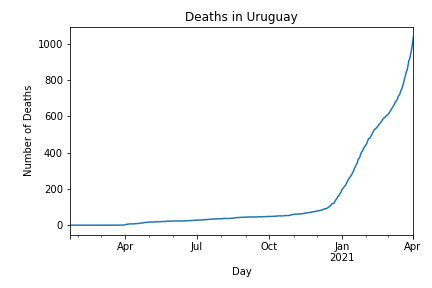 Deaths in Uruguay
Number of Deaths
1000
800
600
400
200
0
Apr
Jul
Oct
Jan
2021
Apr
Day